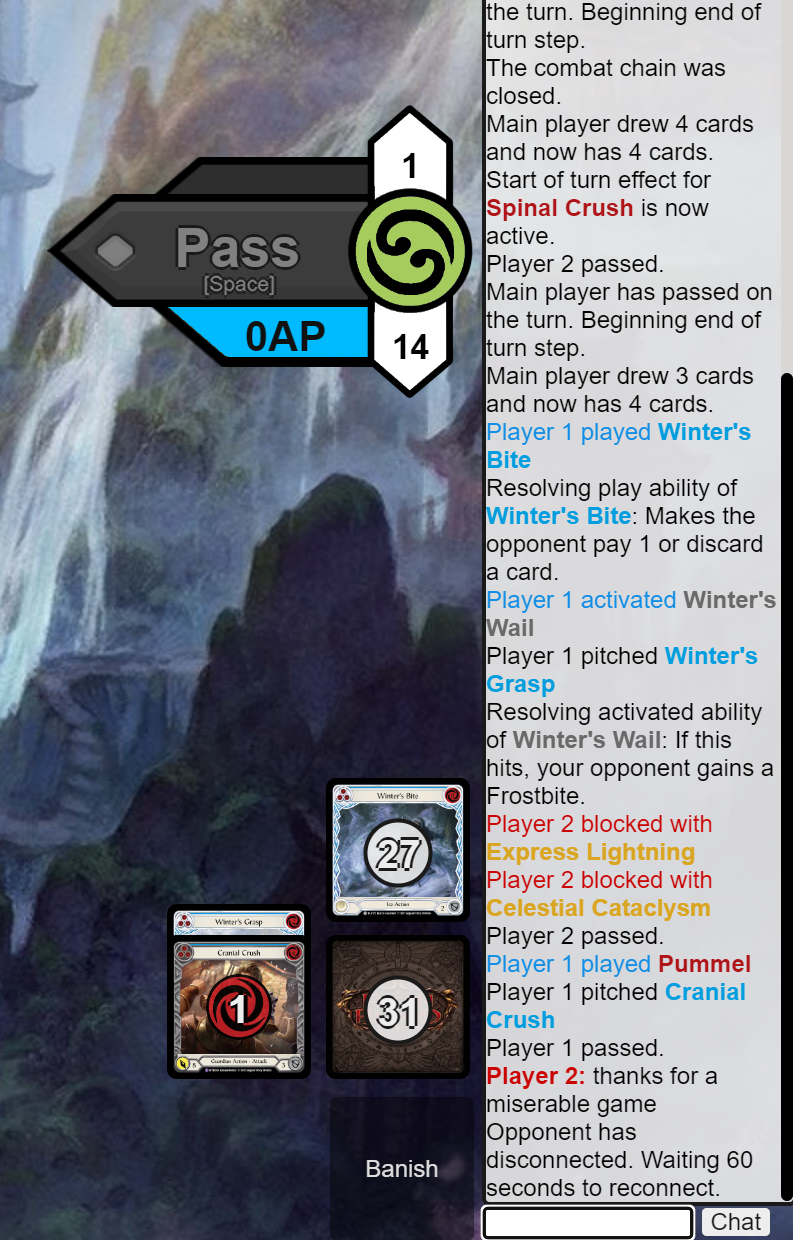 the turn. Beginning end of
turn step.
The combat chain was
closed.
Main player drew 4 cards
and now has 4 cards.
Start of turn effect for
Spinal Crush is now
active.
Player 2 passed.
Main player has passed on
the turn. Beginning end of
turn step.
Main player drew 3 cards
and now has 4 cards.
Player 1 played Winter's
Bite
Resolving play ability of
Winter's Bite: Makes the
opponent pay 1 or discard
a card.
Player 1 activated Winter's
Wail
Player 1 pitched Winter's
Grasp
Resolving activated ability
of Winter's Wail: If this
hits, your opponent gains a
Frostbite.
Player 2 blocked with
Express Lightning
Player 2 blocked with
Celestial Cataclysm
Player 2 passed.
Player 1 played Pummel
Player 1 pitched Cranial
Crush
Player 1 passed.
Player 2: thanks for a
miserable game
Opponent has
disconnected. Waiting 60
seconds to reconnect.
Chat
1
Pass
[Space]
0AP
14
Winter's Bite
27
Ice Action
2
Winter's Grasp
Cranial Crush
1
Guardian Action - Attack
8
3
31
Banish